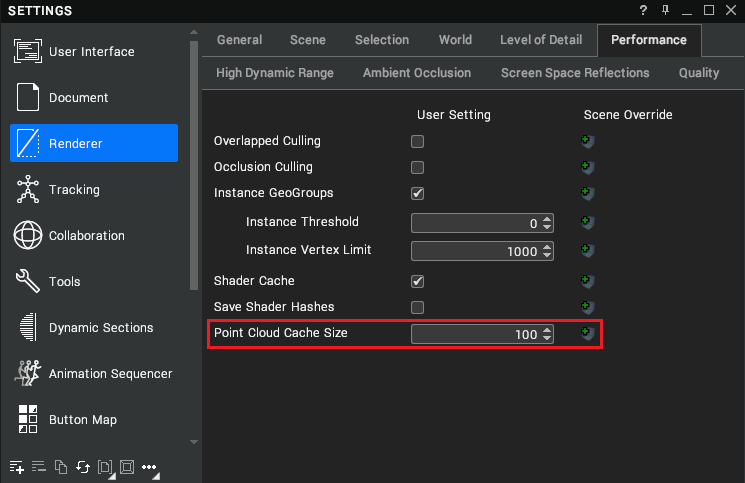 SETTINGS ?
General Scene Selection World Level of Detail Performance
High Dynamic Range Ambient Occlusion Screen Space Reflections Quality
User Interface
Document
Renderer
Tracking
Collaboration
Tools
Dynamic Sections
Animation Sequencer
Button Map
User Setting Scene Override
Overlapped Culling
Occlusion Culling
Instance GeoGroups
Instance Threshold 0
Instance Vertex Limit 1000
Shader Cache
Save Shader Hashes
Point Cloud Cache Size 100